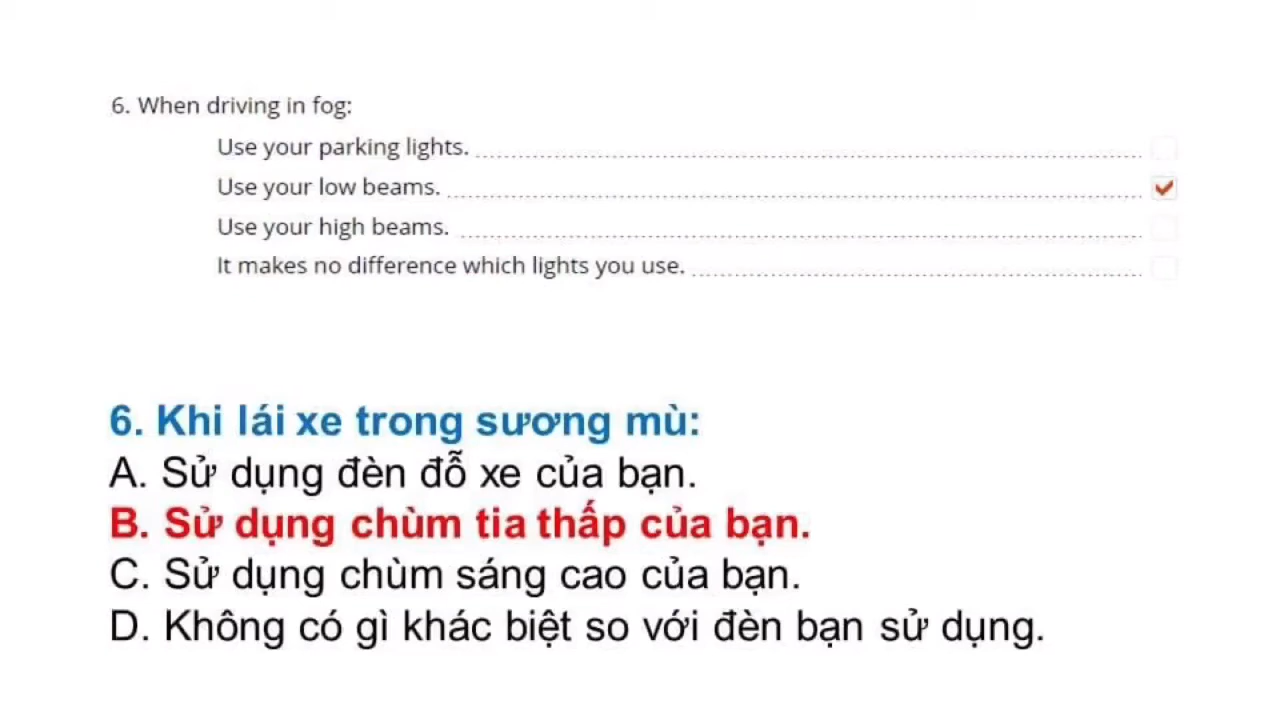 6. When driving in fog:
Use your parking lights.
Use your low beams.
Use your high beams.
It makes no difference which lights you use.
6. Khi lái xe trong sương mù:
A. Sử dụng đèn đỗ xe của bạn.
B. Sử dụng chùm tia thấp của bạn.
C. Sử dụng chùm sáng cao của bạn.
D. Không có gì khác biệt so với đèn bạn sử dụng.